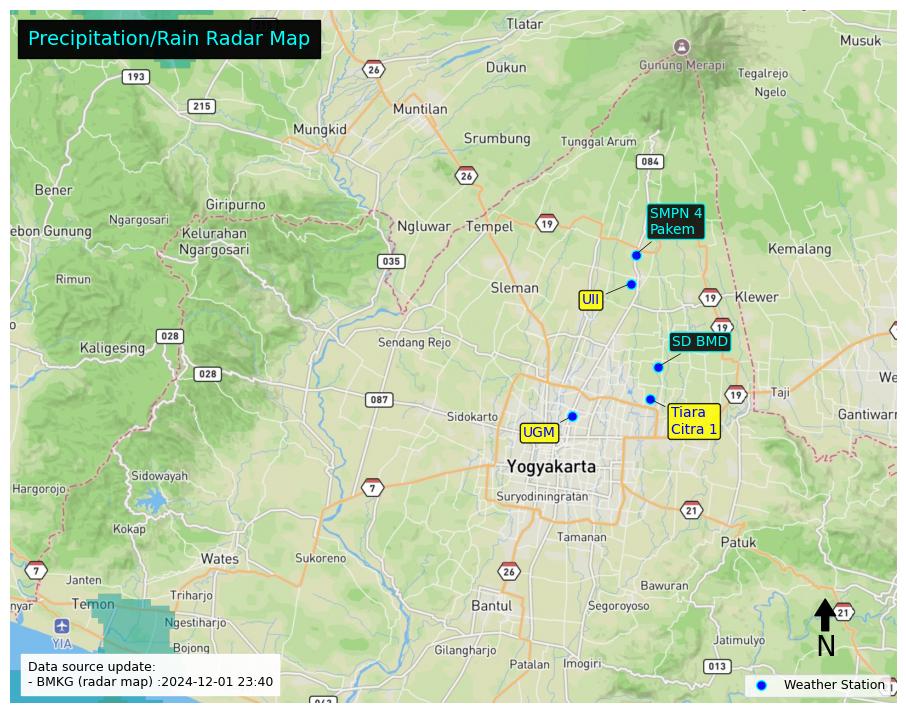 Precipitation/Rain Radar Map
Tlatar
Musuk
26
Dukun
Gunung Merapi
Tegalrejo
Ngelo
193
215
Muntilan
Mungkid
Srumbung
Tunggal Arum
084
26
Bener
Giripurno
SMPN 4
Pakem
Ngargosari
Ngluwar
Tempel
19
ebon Gunung
Kelurahan
Ngargosari
Kemalang
035
Rimun
Sleman
UII
19
Klewer
19
028
Sendang Rejo
SD BMD
Kaligesing
028
We
087
19
Taji
Sidokarto
Tiara
Citra 1
Gantiwarn
UGM
Yogyakarta
Sidowayah
Hargorojo
7
Suryodiningratan
21
Kokap
Tamanan
Patuk
Wates
Sukoreno
7
26
Janten
Bawuran
Triharjo
nyar
Temon
Bantul
Segoroyoso
21
Ngestiharjo
YIA
Bojong
Gilangharjo
Jatimulyo
N
Patalan
Imogiri
013
Data source update:
- BMKG (radar map) :2024-12-01 23:40
Weather Station